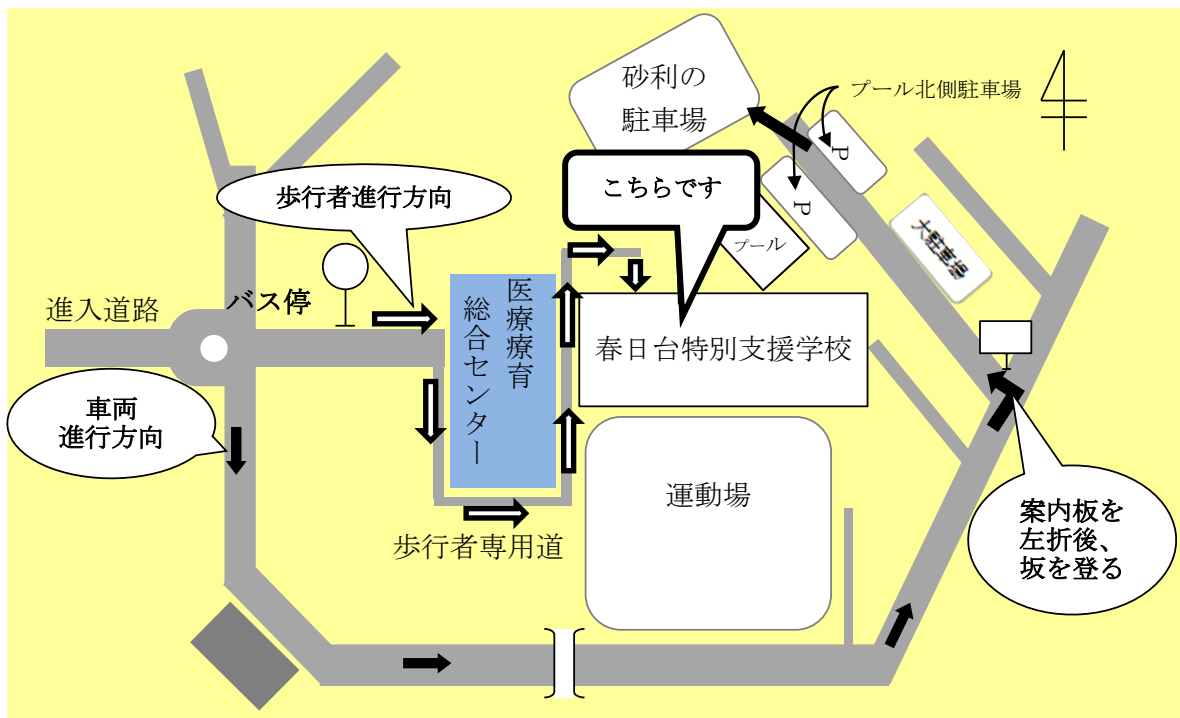 砂利の
駐車場
プール北側駐車場
P
P
こちらです
歩行者進行方向
プール
大駐車場
バス停
進入道路
医療療育
総合センター
春日台特別支援学校
車両
進行方向
運動場
案内板を
左折後、
坂を登る
歩行者専用道